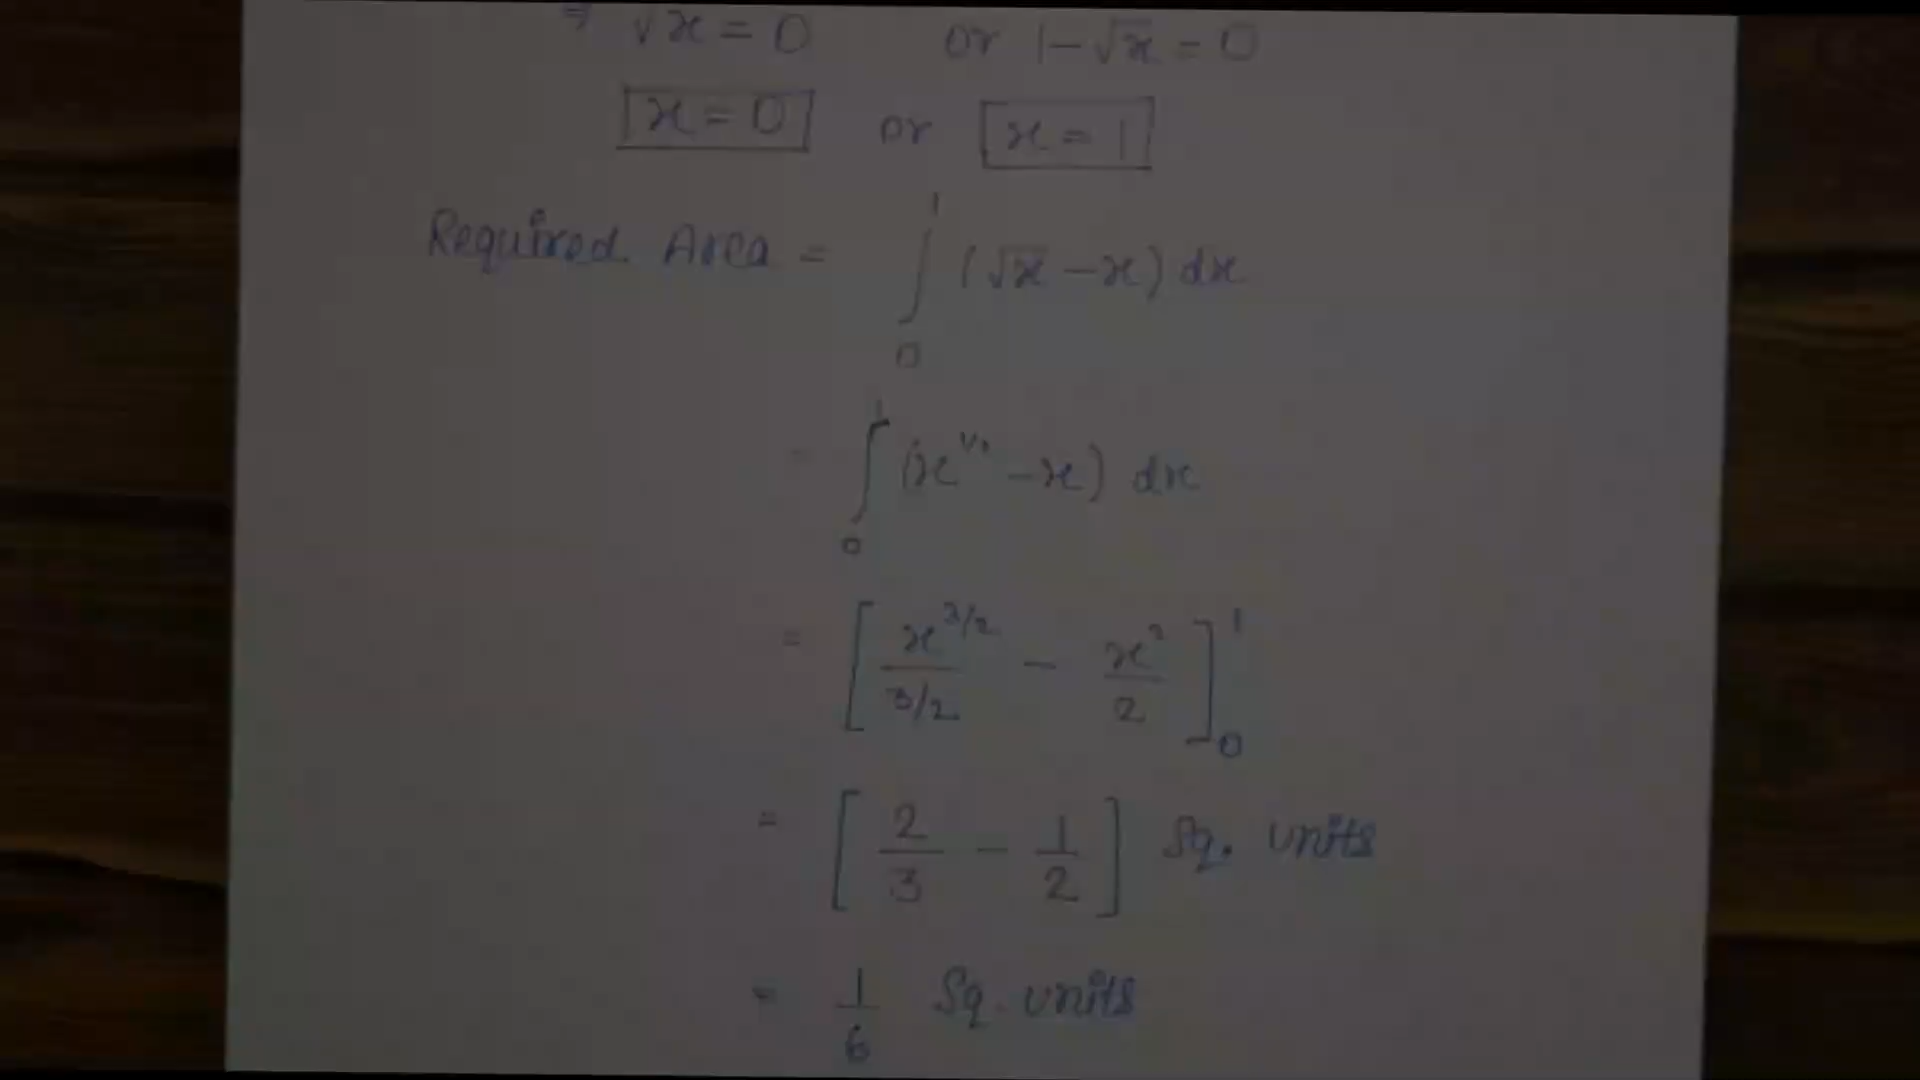 ⇒ √x = 0 or 1-√x = 0
x = 0 or x = 1
Required Area = ∫₀¹ (√x - x) dx
= ∫₀¹ (x^1/2 - x) dx
= [x^3/2 / 3/2 - x²/2]₀¹
= [2/3 - 1/2] Sq. units
= 1/6 Sq. units